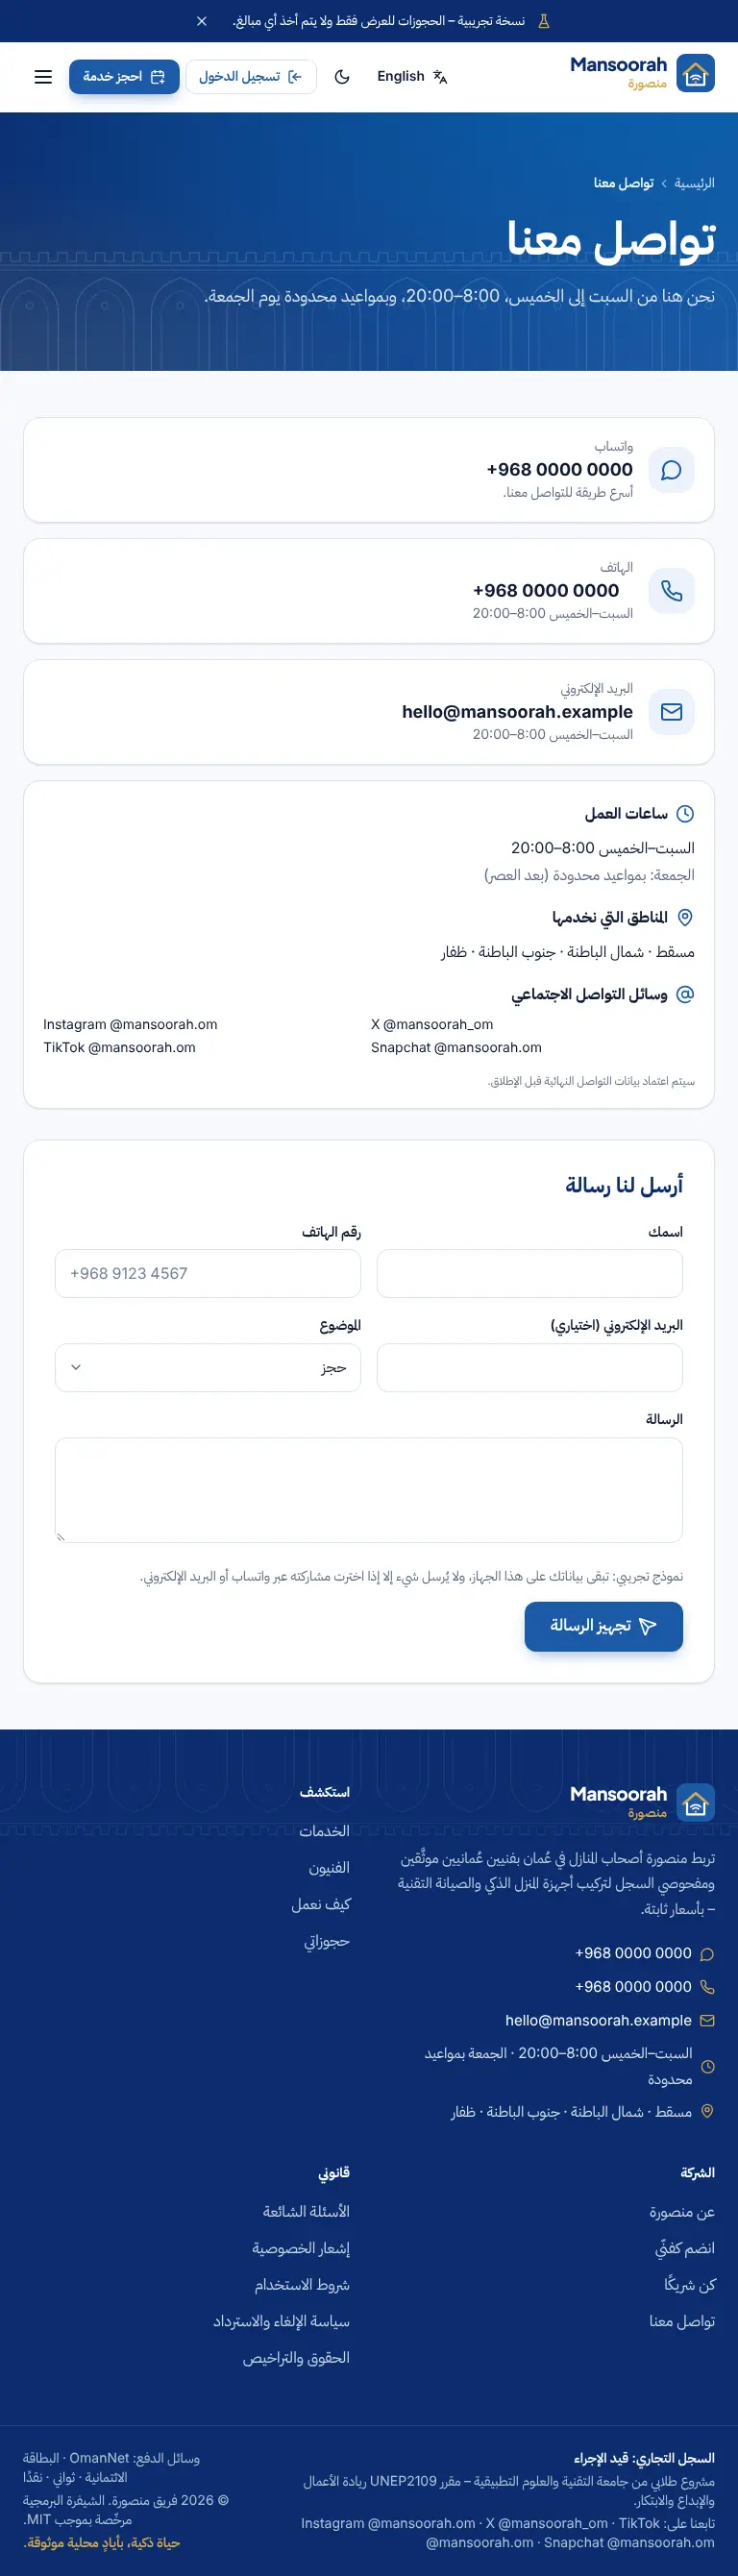 نسخة تجريبية – الحجوزات للعرض فقط ولا يتم أخذ أي مبالغ.
Mansoorah
منصورة
English
تسجيل الدخول
احجز خدمة
الرئيسية
تواصل معنا
تواصل معنا
نحن هنا من السبت إلى الخميس، 8:00–20:00، وبمواعيد محدودة يوم الجمعة.
واتساب
+968 0000 0000
أسرع طريقة للتواصل معنا.
الهاتف
+968 0000 0000
السبت–الخميس 8:00–20:00
البريد الإلكتروني
hello@mansoorah.example
السبت–الخميس 8:00–20:00
ساعات العمل
السبت–الخميس 8:00–20:00
الجمعة: بمواعيد محدودة (بعد العصر)
المناطق التي نخدمها
مسقط · شمال الباطنة · جنوب الباطنة · ظفار
وسائل التواصل الاجتماعي
X @mansoorah_om
Instagram @mansoorah.om
Snapchat @mansoorah.om
TikTok @mansoorah.om
سيتم اعتماد بيانات التواصل النهائية قبل الإطلاق.
أرسل لنا رسالة
اسمك
رقم الهاتف
+968 9123 4567
البريد الإلكتروني (اختياري)
الموضوع
حجز
الرسالة
نموذج تجريبي: تبقى بياناتك على هذا الجهاز، ولا يُرسل شيء إلا إذا اخترت مشاركته عبر واتساب أو البريد الإلكتروني.
تجهيز الرسالة
Mansoorah
منصورة
تربط منصورة أصحاب المنازل في عُمان بفنيين عُمانيين موثَّقين
ومفحوصي السجل لتركيب أجهزة المنزل الذكي والصيانة التقنية
– بأسعار ثابتة.
+968 0000 0000
+968 0000 0000
hello@mansoorah.example
السبت–الخميس 8:00–20:00 · الجمعة بمواعيد
محدودة
مسقط · شمال الباطنة · جنوب الباطنة · ظفار
استكشف
الخدمات
الفنيون
كيف نعمل
حجوزاتي
الشركة
عن منصورة
انضم كفنّي
كن شريكًا
تواصل معنا
قانوني
الأسئلة الشائعة
إشعار الخصوصية
شروط الاستخدام
سياسة الإلغاء والاسترداد
الحقوق والتراخيص
السجل التجاري: قيد الإجراء
مشروع طلابي من جامعة التقنية والعلوم التطبيقية – مقرر UNEP2109 ريادة الأعمال
والإبداع والابتكار.
تابعنا على: Instagram @mansoorah.om · X @mansoorah_om · TikTok
@mansoorah.om · Snapchat @mansoorah.om
وسائل الدفع: OmanNet · البطاقة
الائتمانية · ثواني · نقدًا
© 2026 فريق منصورة. الشيفرة البرمجية
مرخّصة بموجب MIT.
حياة ذكية، بأيادٍ محلية موثوقة.